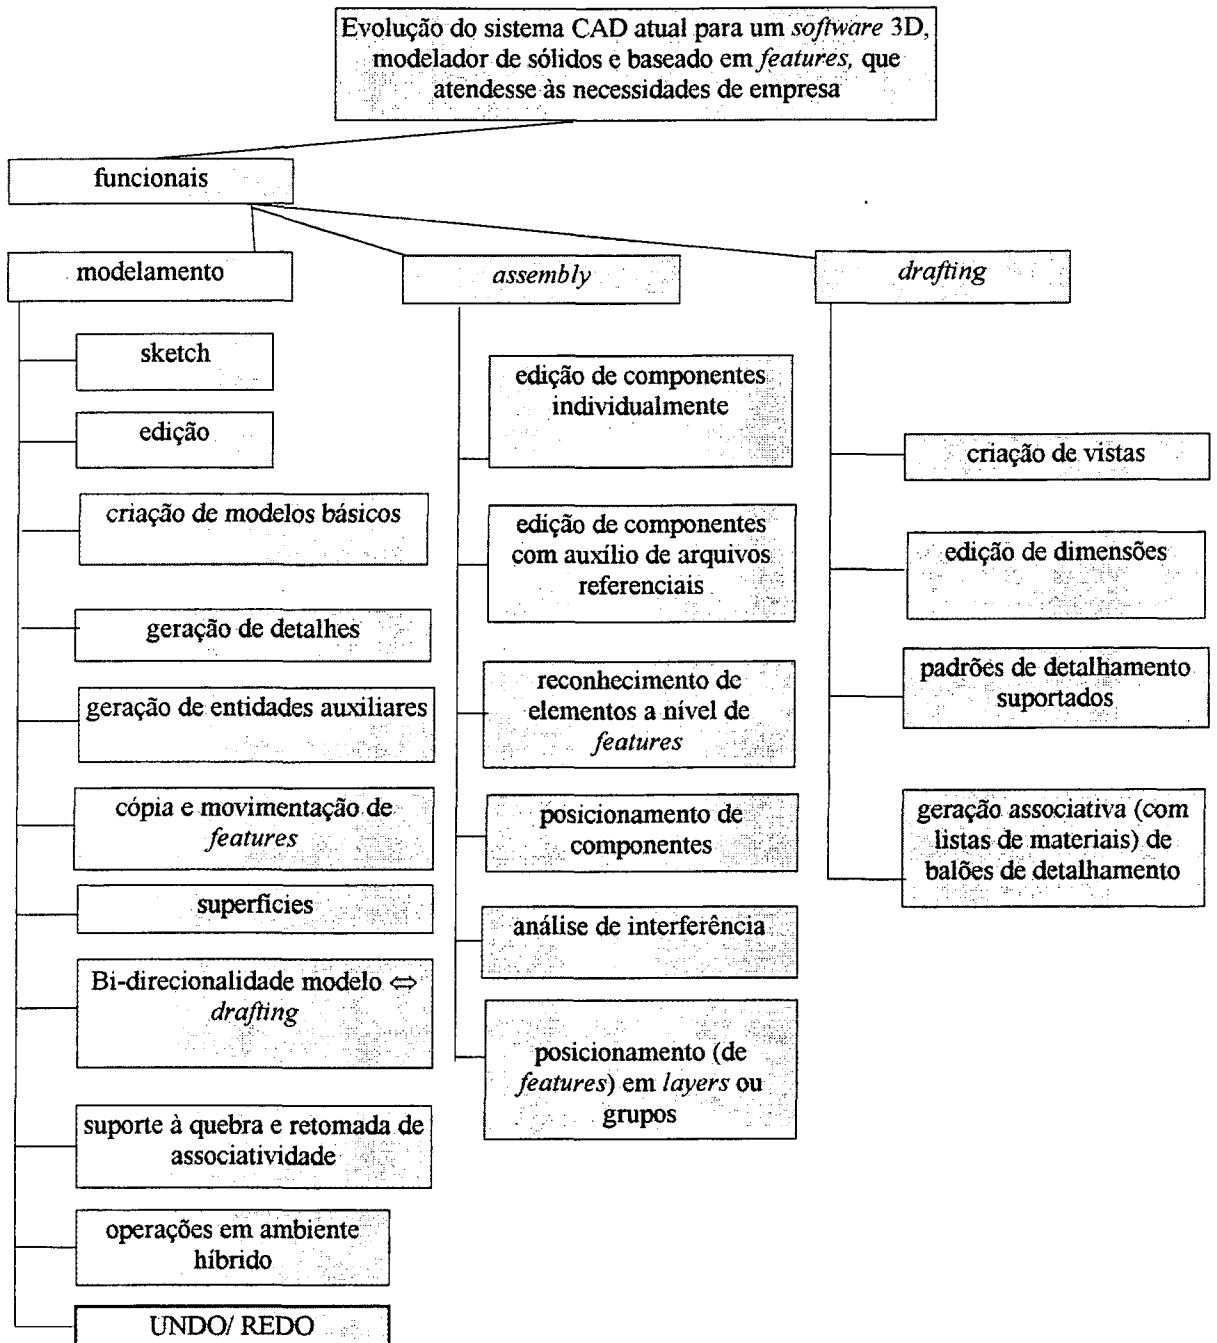 Evolução do sistema CAD atual para um software 3D,
modelador de sólidos e baseado em features, que
atendesse às necessidades de empresa
funcionais
modelamento
sketch
edição
criação de modelos básicos
geração de detalhes
geração de entidades auxiliares
cópia e movimentação de
features
superfícies
Bi-direcionalidade modelo ⇔
drafting
suporte à quebra e retomada de
associatividade
operações em ambiente
híbrido
UNDO/ REDO
assembly
edição de componentes
individualmente
edição de componentes
com auxílio de arquivos
referenciais
reconhecimento de
elementos a nível de
features
posicionamento de
componentes
análise de interferência
posicionamento (de
features) em layers ou
grupos
drafting
criação de vistas
edição de dimensões
padrões de detalhamento
suportados
geração associativa (com
listas de materiais) de
balões de detalhamento